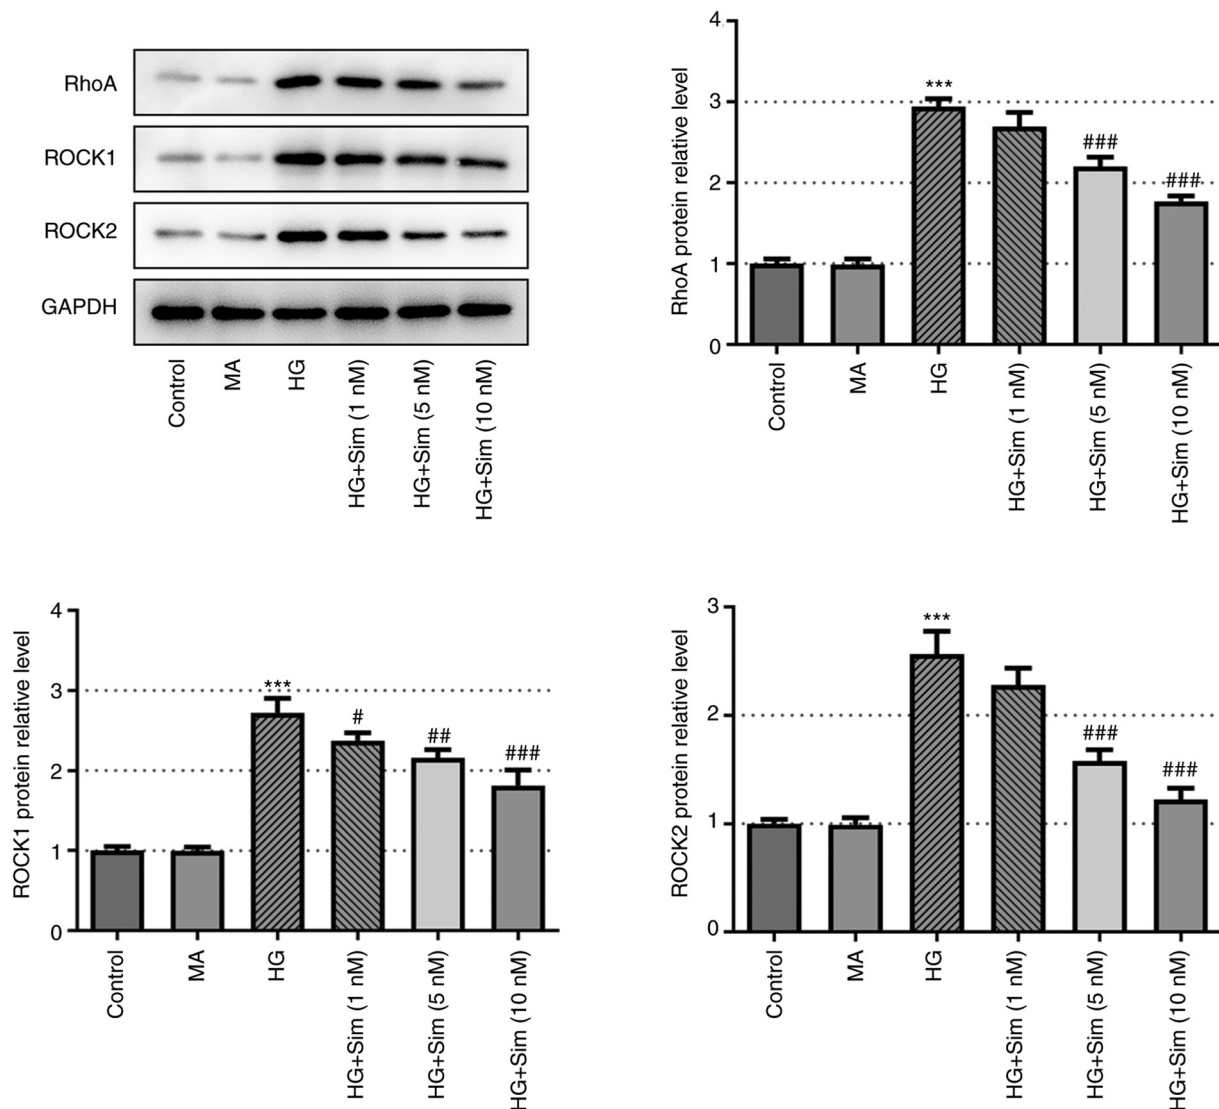 RhoA
ROCK1
ROCK2
GAPDH
Control
MA
HG
HG+Sim (1 nM)
HG+Sim (5 nM)
HG+Sim (10 nM)
RhoA protein relative level
4
3
2
1
0
***
###
###
Control
MA
HG
HG+Sim (1 nM)
HG+Sim (5 nM)
HG+Sim (10 nM)
ROCK1 protein relative level
4
3
2
1
0
***
#
##
###
Control
MA
HG
HG+Sim (1 nM)
HG+Sim (5 nM)
HG+Sim (10 nM)
ROCK2 protein relative level
3
2
1
0
***
###
###
Control
MA
HG
HG+Sim (1 nM)
HG+Sim (5 nM)
HG+Sim (10 nM)